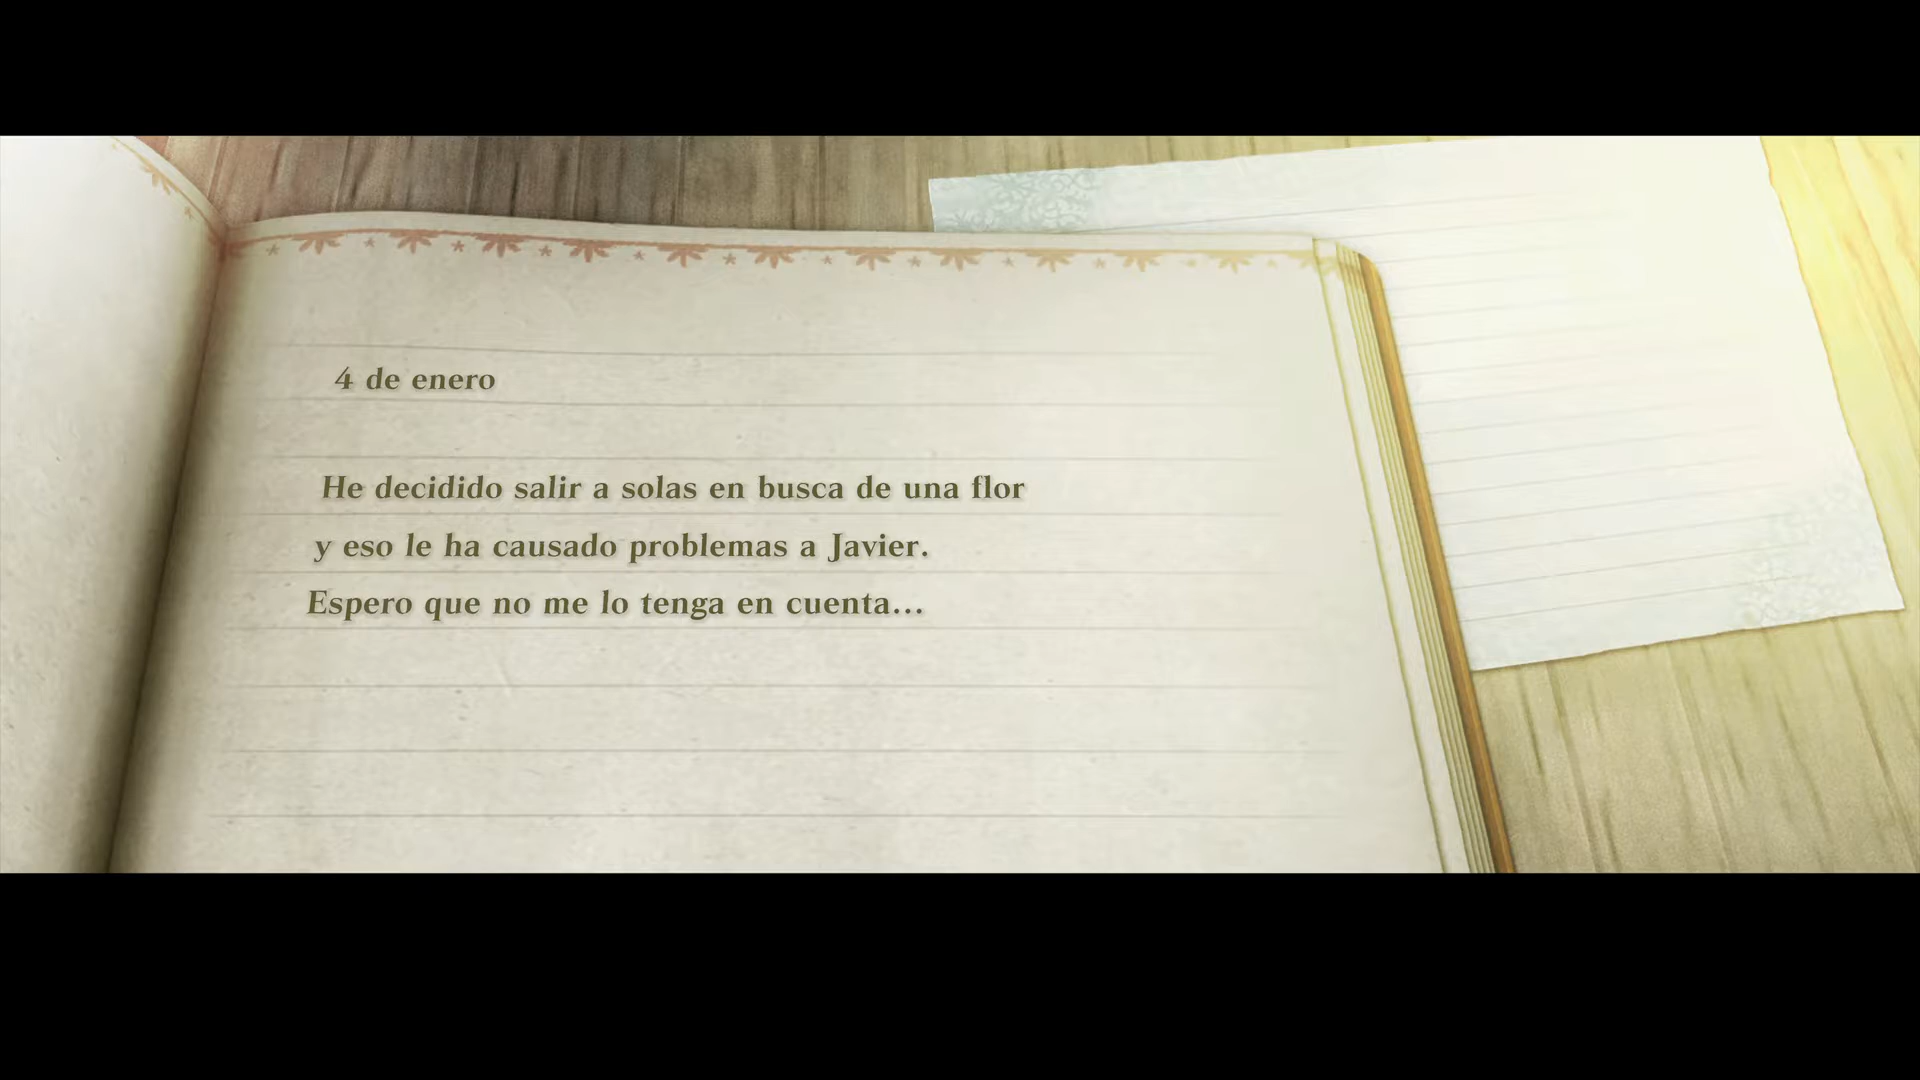 4 de enero
He decidido salir a solas en busca de una flor
y eso le ha causado problemas a Javier.
Espero que no me lo tenga en cuenta...